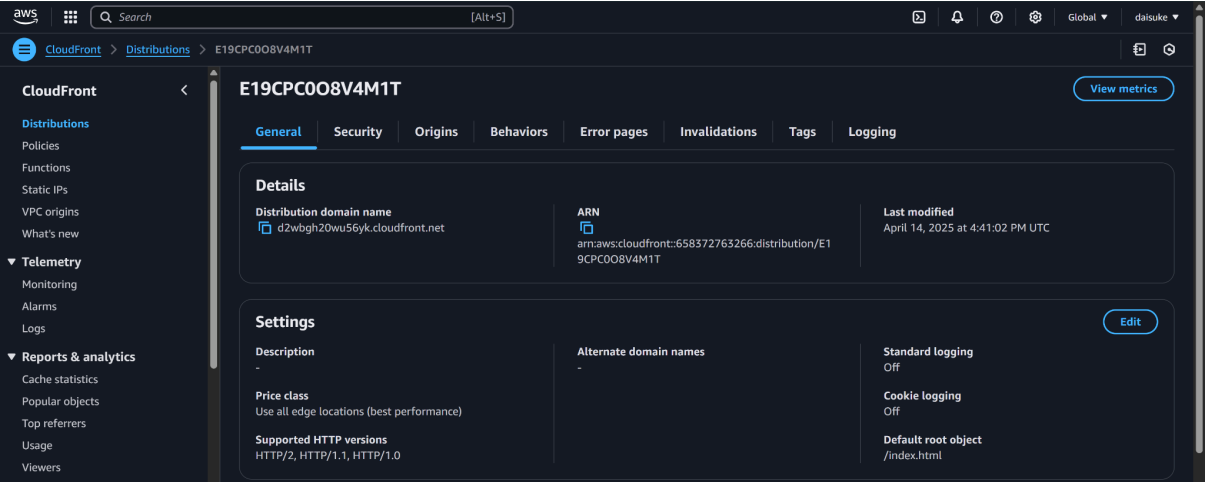 aws
Search [Alt+S]
Global ▼ daisuke ▼
CloudFront > Distributions > E19CPC0O8V4M1T
CloudFront
Distributions
Policies
Functions
Static IPs
VPC origins
What's new
▼ Telemetry
Monitoring
Alarms
Logs
▼ Reports & analytics
Cache statistics
Popular objects
Top referrers
Usage
Viewers
E19CPC0O8V4M1T
View metrics
General Security Origins Behaviors Error pages Invalidations Tags Logging
Details
Distribution domain name
d2wbgh20wu56yk.cloudfront.net
ARN
arn:aws:cloudfront::658372763266:distribution/E1
9CPC0O8V4M1T
Last modified
April 14, 2025 at 4:41:02 PM UTC
Settings
Edit
Description
-
Price class
Use all edge locations (best performance)
Supported HTTP versions
HTTP/2, HTTP/1.1, HTTP/1.0
Alternate domain names
-
Standard logging
Off
Cookie logging
Off
Default root object
/index.html